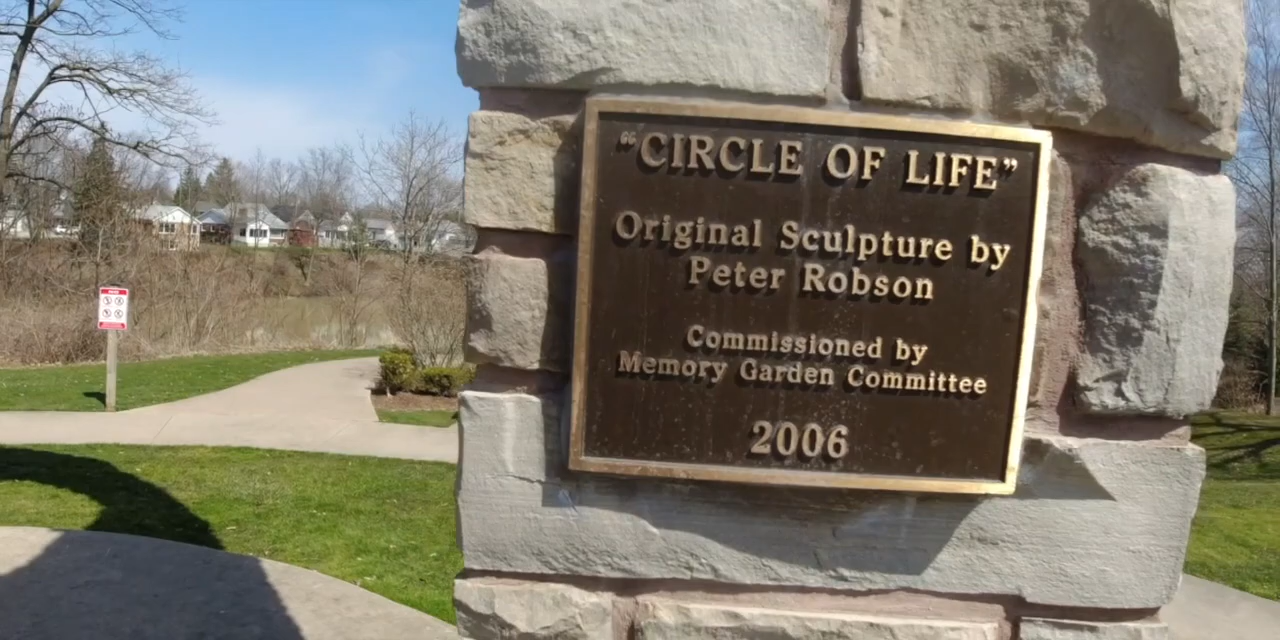 “CIRCLE OF LIFE”
Original Sculpture by
Peter Robson
Commissioned by
Memory Garden Committee
2006